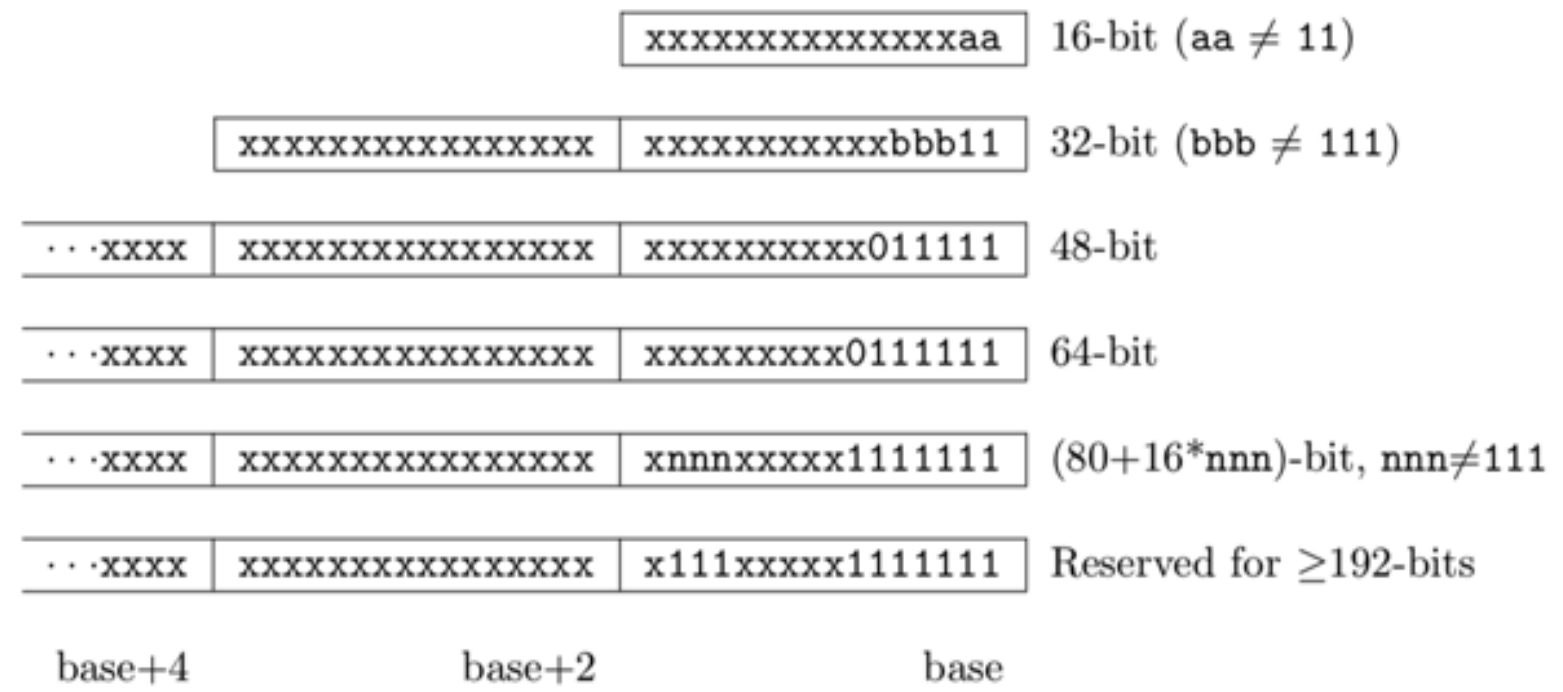 xxxxxxxxxxxxxxaa 16-bit (aa ≠ 11)
xxxxxxxxxxxxxxxx xxxxxxxxxxxbbb11 32-bit (bbb ≠ 111)
···xxxx xxxxxxxxxxxxxxxx xxxxxxxxxx011111 48-bit
···xxxx xxxxxxxxxxxxxxxx xxxxxxxxx0111111 64-bit
···xxxx xxxxxxxxxxxxxxxx xnnnxxxxx1111111 (80+16*nnn)-bit, nnn≠111
···xxxx xxxxxxxxxxxxxxxx x111xxxxx1111111 Reserved for ≥192-bits
base+4 base+2 base